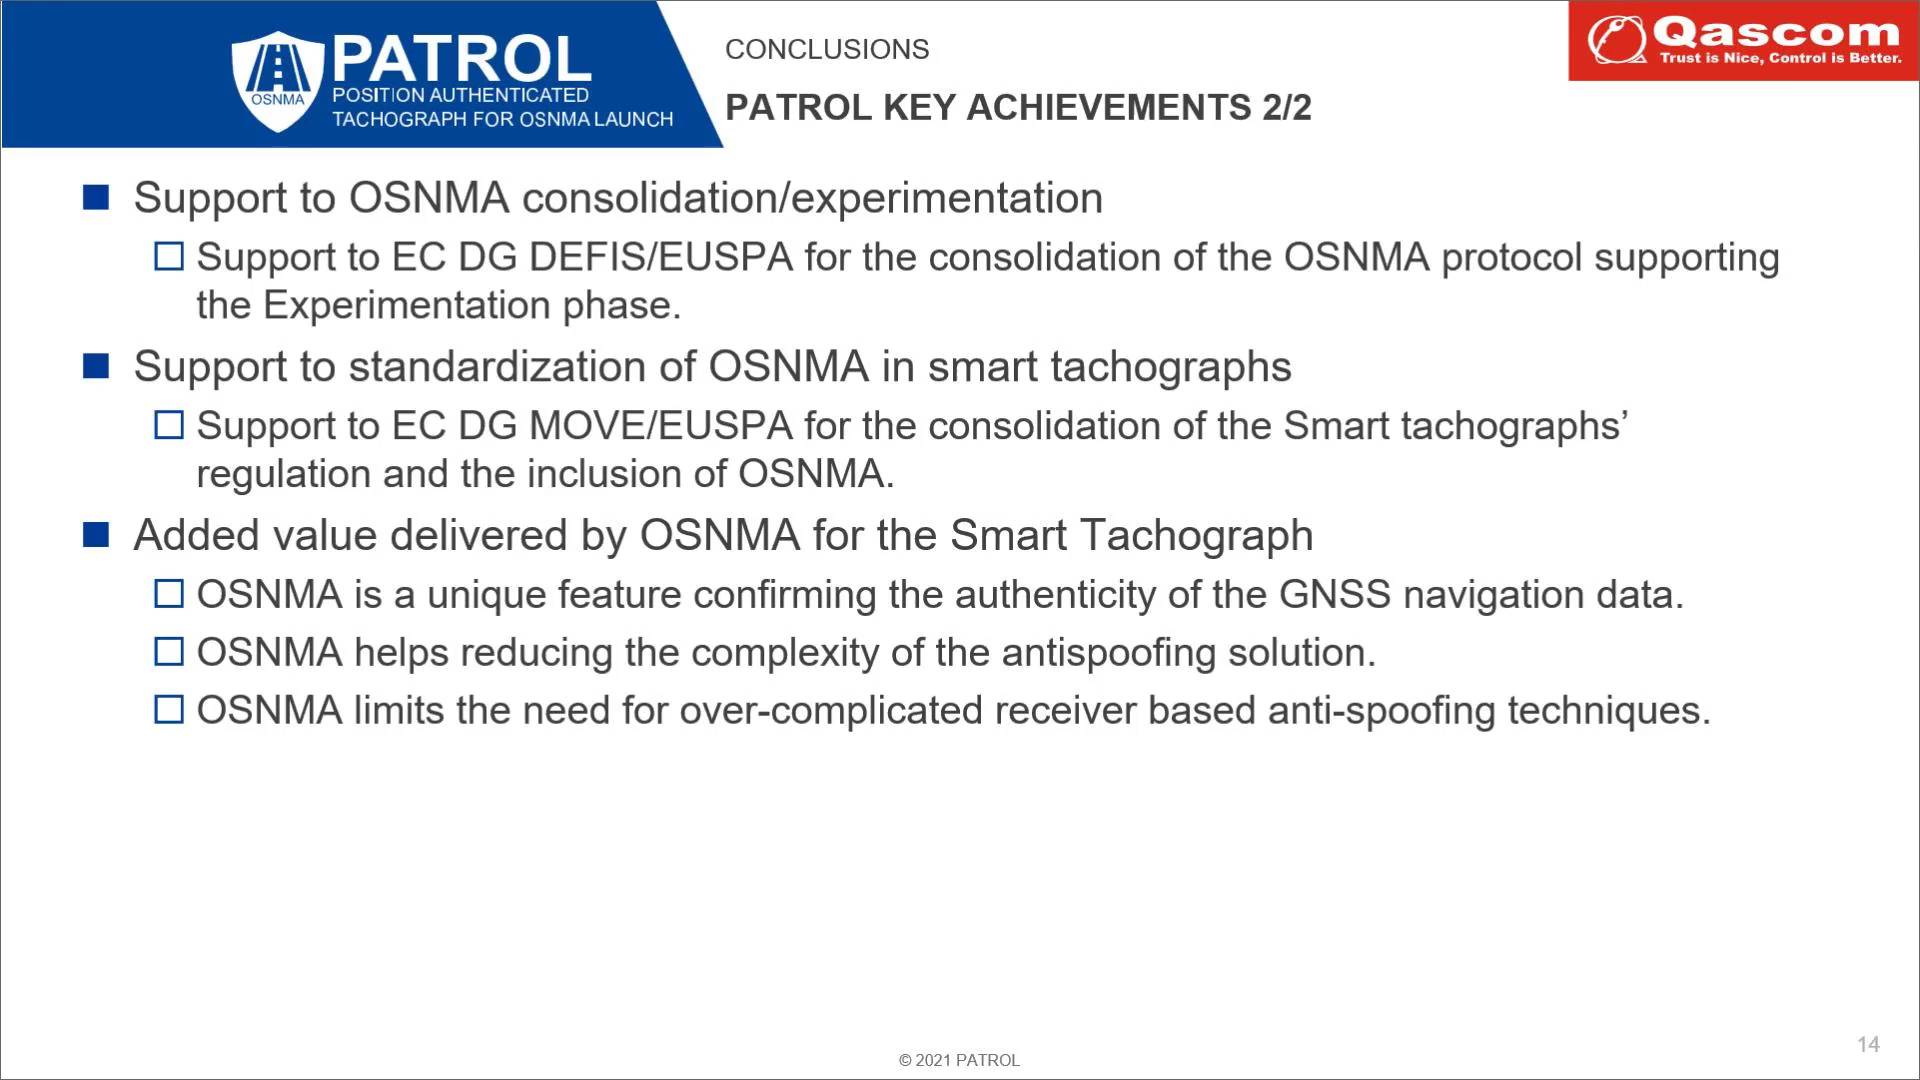 OSNMA
PATROL
POSITION AUTHENTICATED
TACHOGRAPH FOR OSNMA LAUNCH
CONCLUSIONS
PATROL KEY ACHIEVEMENTS 2/2
Qascom
Trust is Nice, Control is Better.
Support to OSNMA consolidation/experimentation
Support to EC DG DEFIS/EUSPA for the consolidation of the OSNMA protocol supporting
the Experimentation phase.
Support to standardization of OSNMA in smart tachographs
Support to EC DG MOVE/EUSPA for the consolidation of the Smart tachographs’
regulation and the inclusion of OSNMA.
Added value delivered by OSNMA for the Smart Tachograph
OSNMA is a unique feature confirming the authenticity of the GNSS navigation data.
OSNMA helps reducing the complexity of the antispoofing solution.
OSNMA limits the need for over-complicated receiver based anti-spoofing techniques.
14
© 2021 PATROL